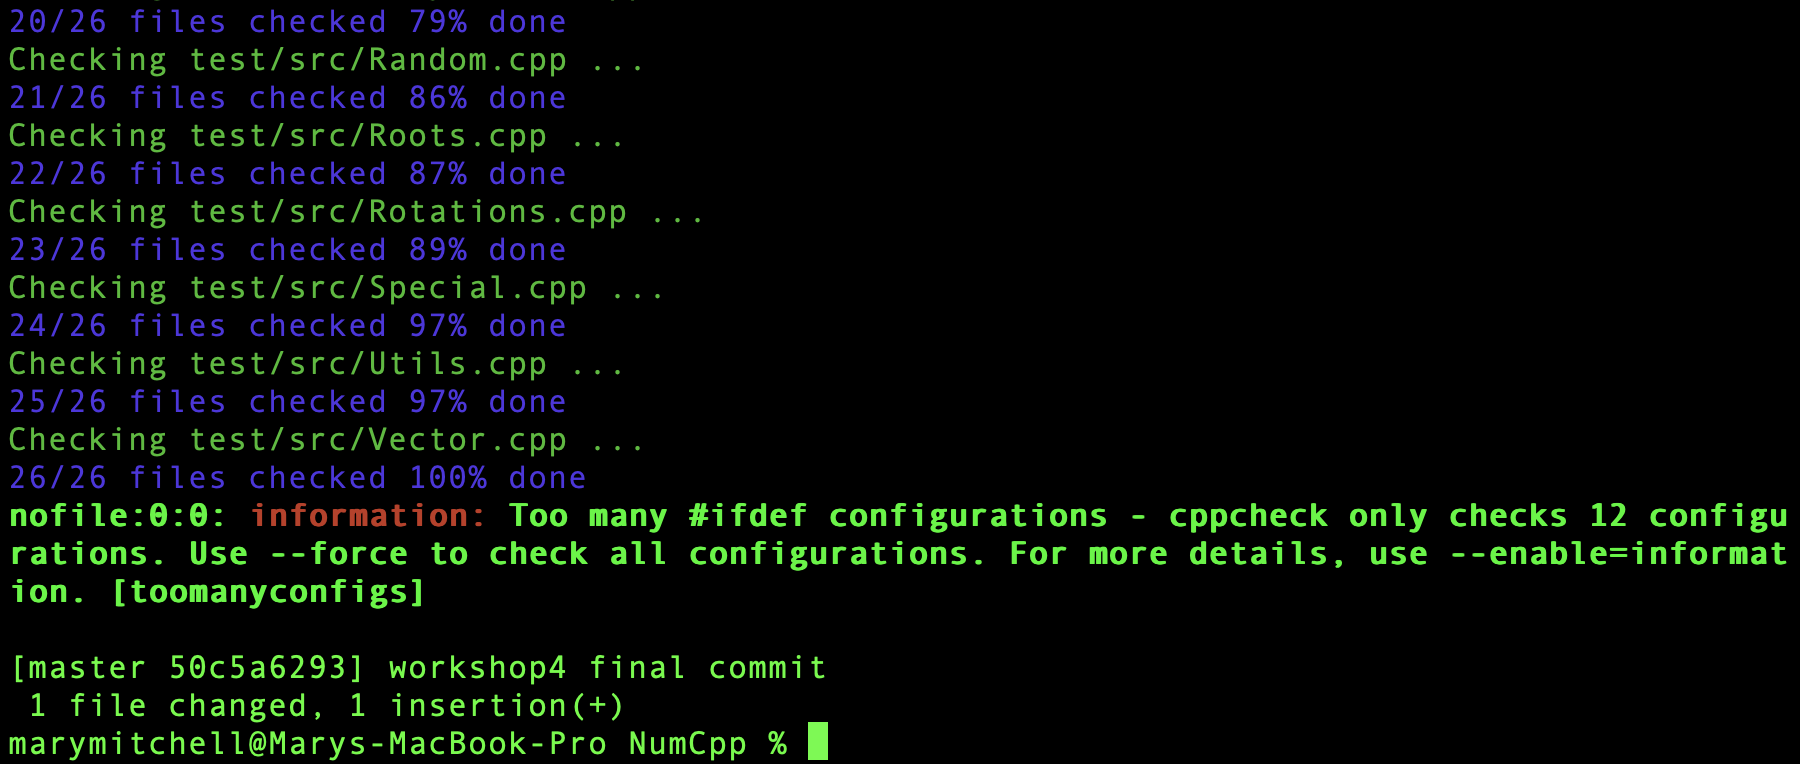 20/26 files checked 79% done
Checking test/src/Random.cpp ...
21/26 files checked 86% done
Checking test/src/Roots.cpp ...
22/26 files checked 87% done
Checking test/src/Rotations.cpp ...
23/26 files checked 89% done
Checking test/src/Special.cpp ...
24/26 files checked 97% done
Checking test/src/Utils.cpp ...
25/26 files checked 97% done
Checking test/src/Vector.cpp ...
26/26 files checked 100% done
nofile:0:0: information: Too many #ifdef configurations - cppcheck only checks 12 configu
rations. Use --force to check all configurations. For more details, use --enable=informat
ion. [toomanyconfigs]
[master 50c5a6293] workshop4 final commit
 1 file changed, 1 insertion(+)
marymitchell@Marys-MacBook-Pro NumCpp %